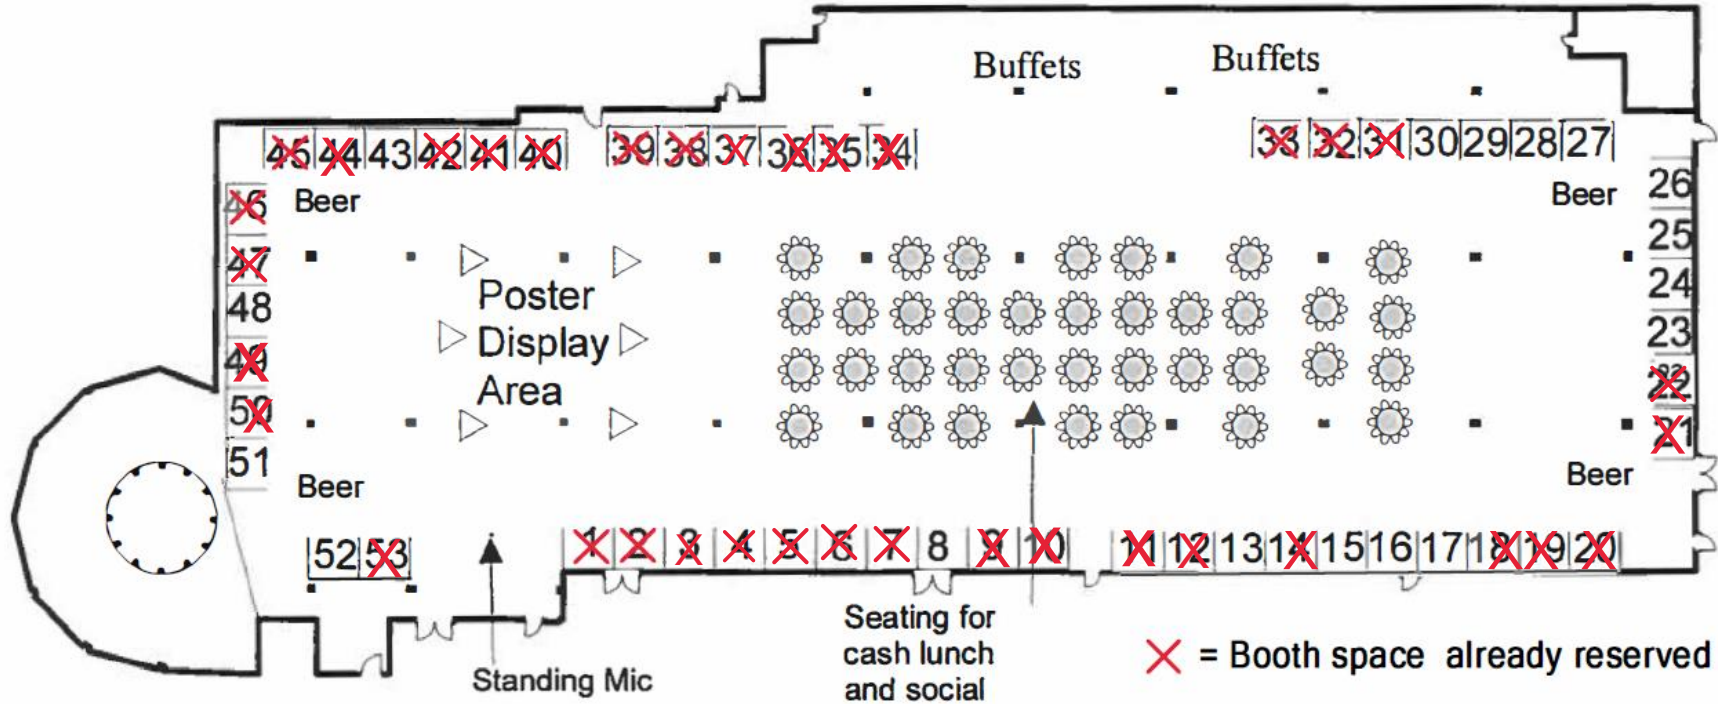 Buffets Buffets
45 44 43 42 41 40 39 38 37 36 35 34 33 32 31 30 29 28 27
46 Beer Beer 26
47 25
48 24
49 23
50 22
51 21
Poster
Display
Area
Beer Beer
52 53 1 2 3 4 5 6 7 8 9 10 11 12 13 14 15 16 17 18 19 20
Standing Mic
Seating for
cash lunch
and social
X = Booth space already reserved